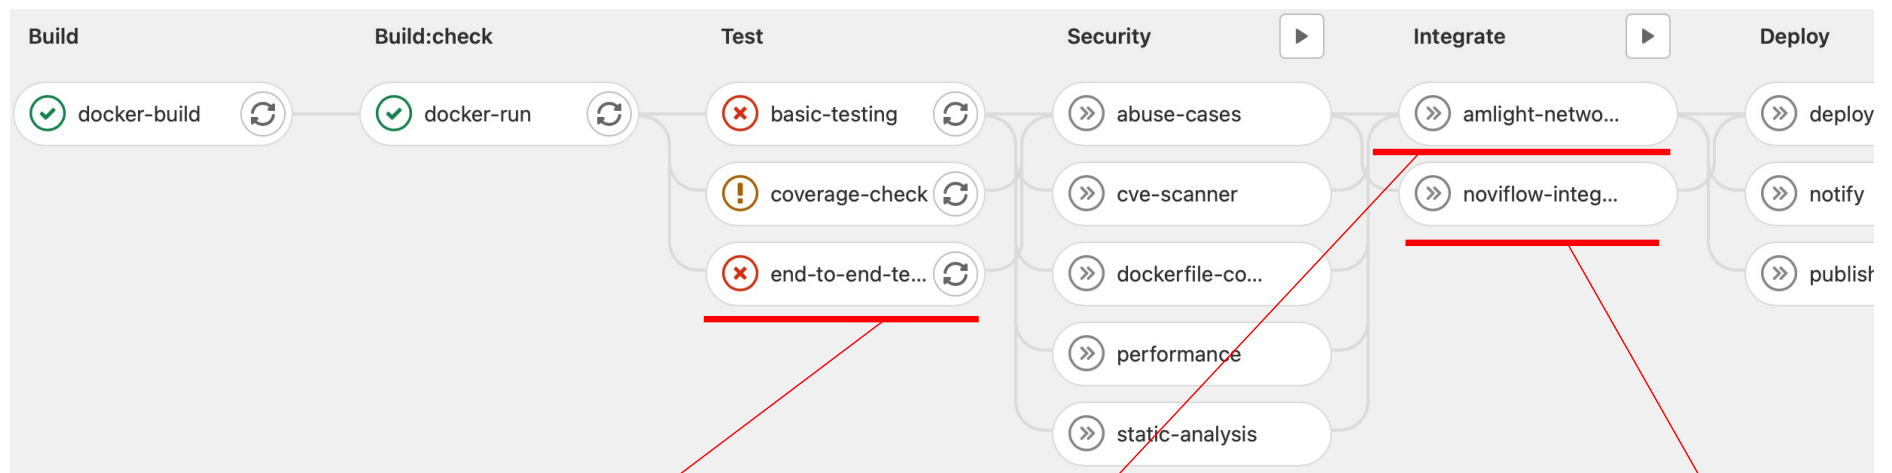 Build
docker-build
Build:check
docker-run
Test
basic-testing
coverage-check
end-to-end-te...
Security
abuse-cases
cve-scanner
dockerfile-co...
performance
static-analysis
Integrate
amlight-netwo...
noviflow-integ...
Deploy
deploy
notify
publish